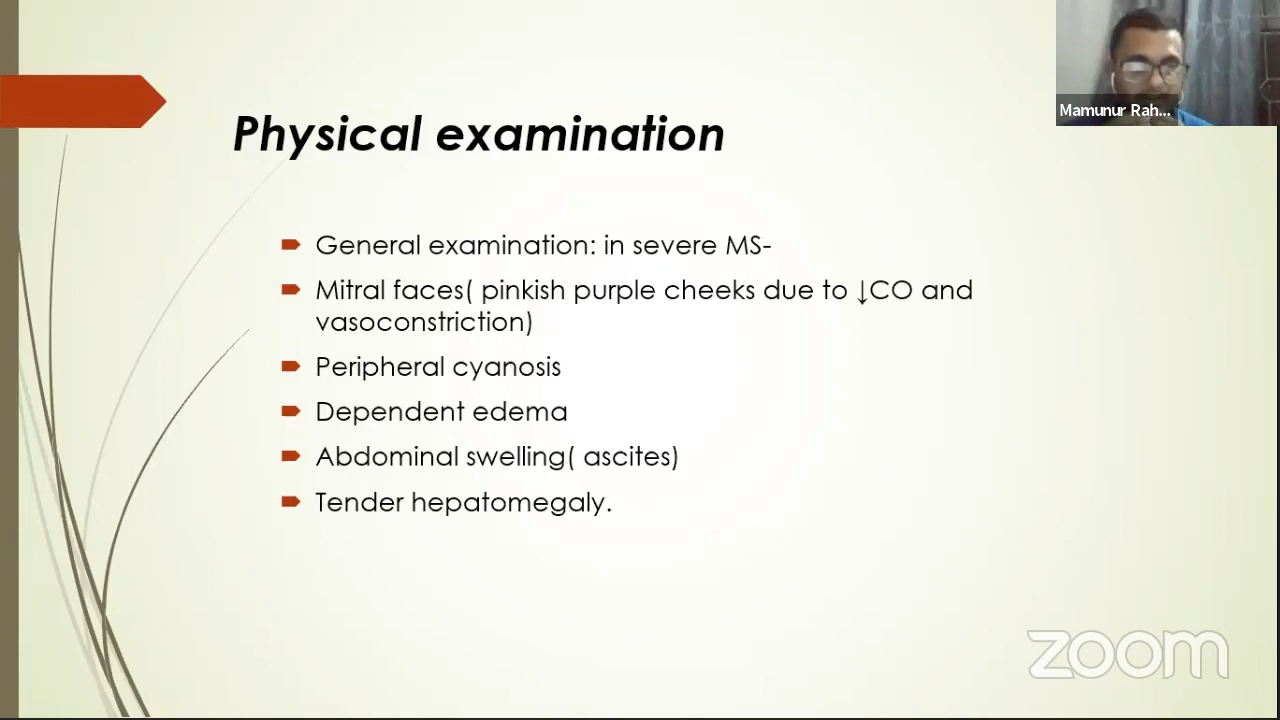 Mamunur Rah...
Physical examination
General examination: in severe MS-
Mitral faces( pinkish purple cheeks due to ↓CO and
vasoconstriction)
Peripheral cyanosis
Dependent edema
Abdominal swelling( ascites)
Tender hepatomegaly.
zoom